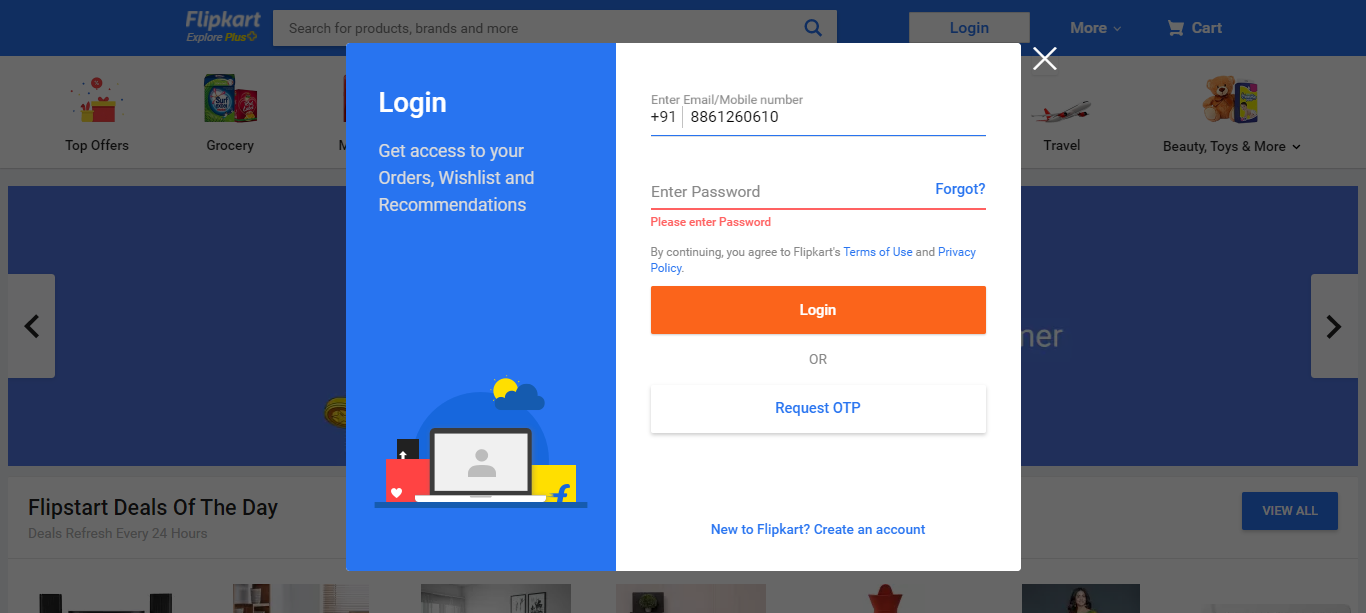 Flipkart
Explore Plus
Search for products, brands and more
Login
More
Cart
Top Offers
Grocery
M
Travel
Beauty, Toys & More
Login
Get access to your
Orders, Wishlist and
Recommendations
Enter Email/Mobile number
+91 8861260610
Enter Password
Forgot?
Please enter Password
By continuing, you agree to Flipkart's Terms of Use and Privacy
Policy.
Login
OR
Request OTP
New to Flipkart? Create an account
mer
Flipstart Deals Of The Day
Deals Refresh Every 24 Hours
VIEW ALL